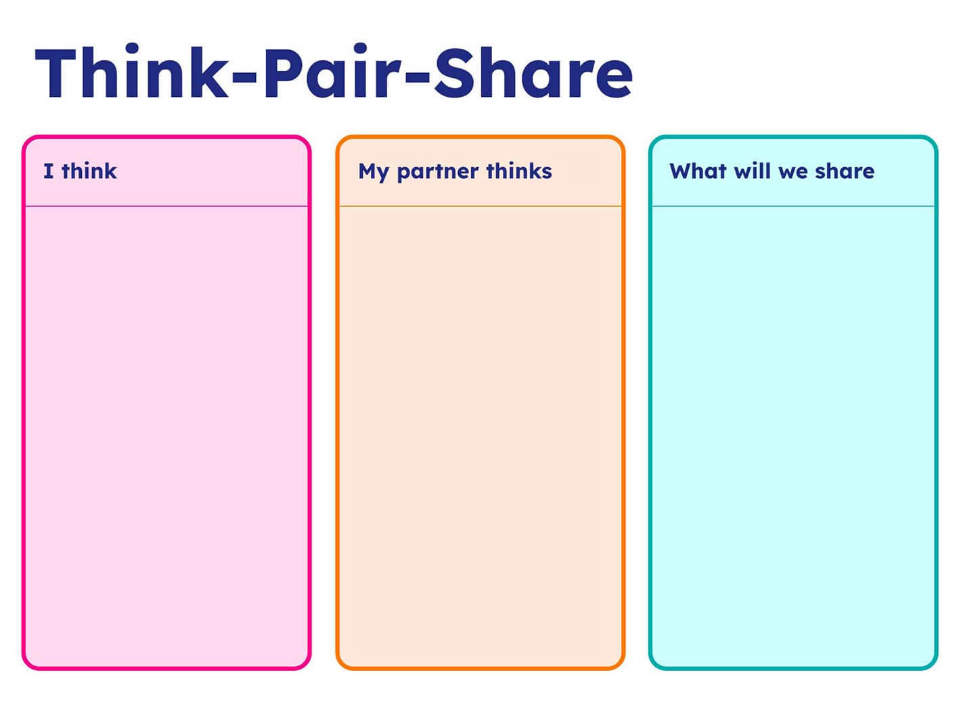 Think-Pair-Share
I think
My partner thinks
What will we share